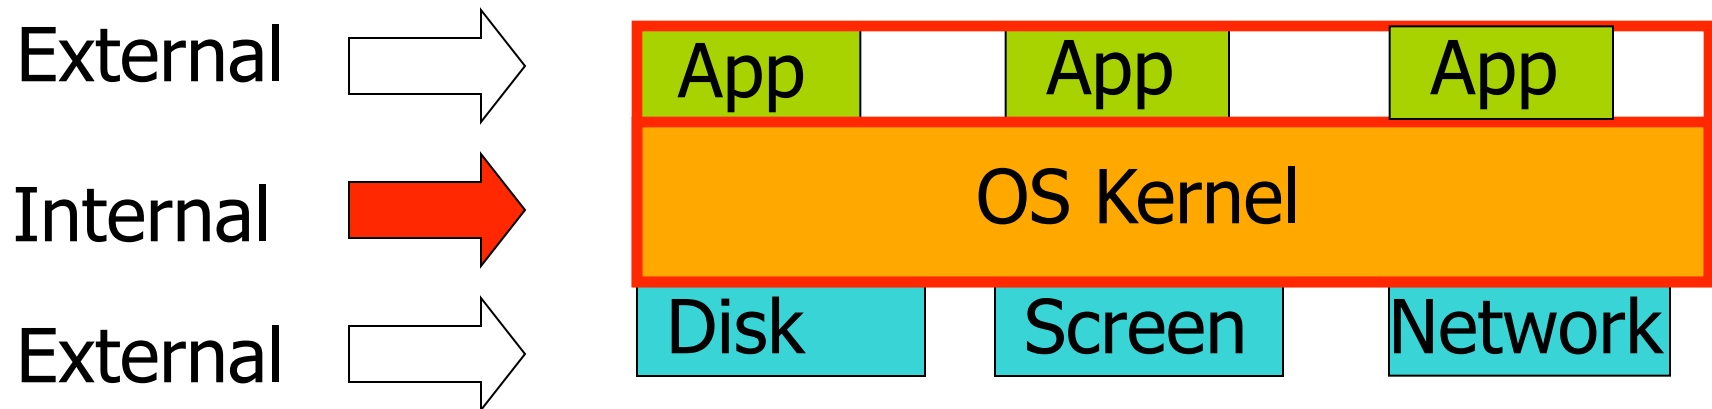 External App App App
Internal OS Kernel
External Disk Screen Network